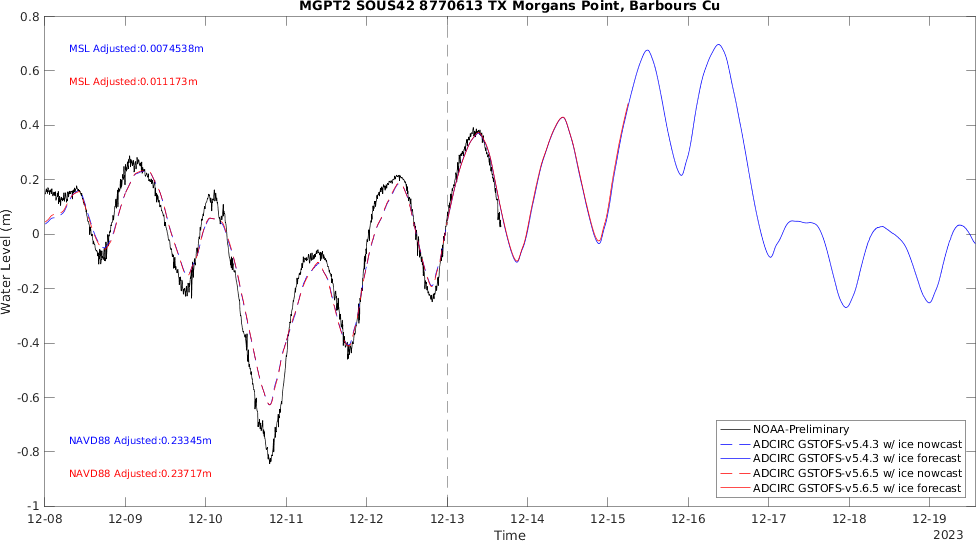 MGPT2 SOUS42 8770613 TX Morgans Point, Barbours Cu
0.8
MSL Adjusted:0.0074538m
0.6
MSL Adjusted:0.011173m
0.4
0.2
0
-0.2
-0.4
-0.6
-0.8
-1
Water Level (m)
NAVD88 Adjusted:0.23345m
NAVD88 Adjusted:0.23717m
NOAA-Preliminary
ADCIRC GSTOFS-v5.4.3 w/ ice nowcast
ADCIRC GSTOFS-v5.4.3 w/ ice forecast
ADCIRC GSTOFS-v5.6.5 w/ ice nowcast
ADCIRC GSTOFS-v5.6.5 w/ ice forecast
12-08 12-09 12-10 12-11 12-12 12-13 12-14 12-15 12-16 12-17 12-18 12-19
Time
2023